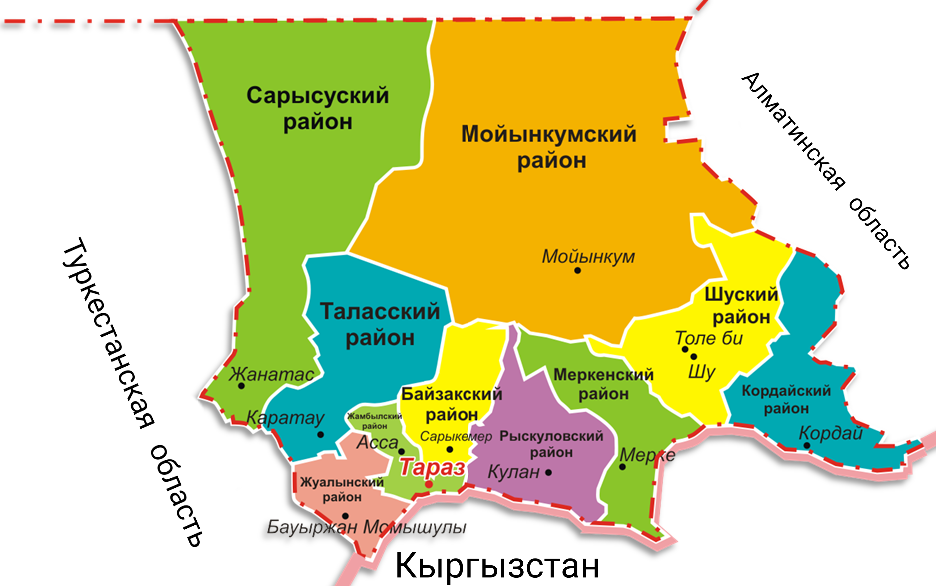 Сарысуский
район
Мойынкумский
район
Алматинская область
Туркестанская область
Мойынкум
Таласский
район
Шуский
район
Толе би
Шу
Жанатас
Каратау
Жамбылский
район
Асса
Байзакский
район
Сарыкемер
Тараз
Меркенский
район
Мерке
Кордайский
район
Кордай
Рыскуловский
район
Кулан
Жуалынский
район
Бауыржан Момышулы
Кыргызстан